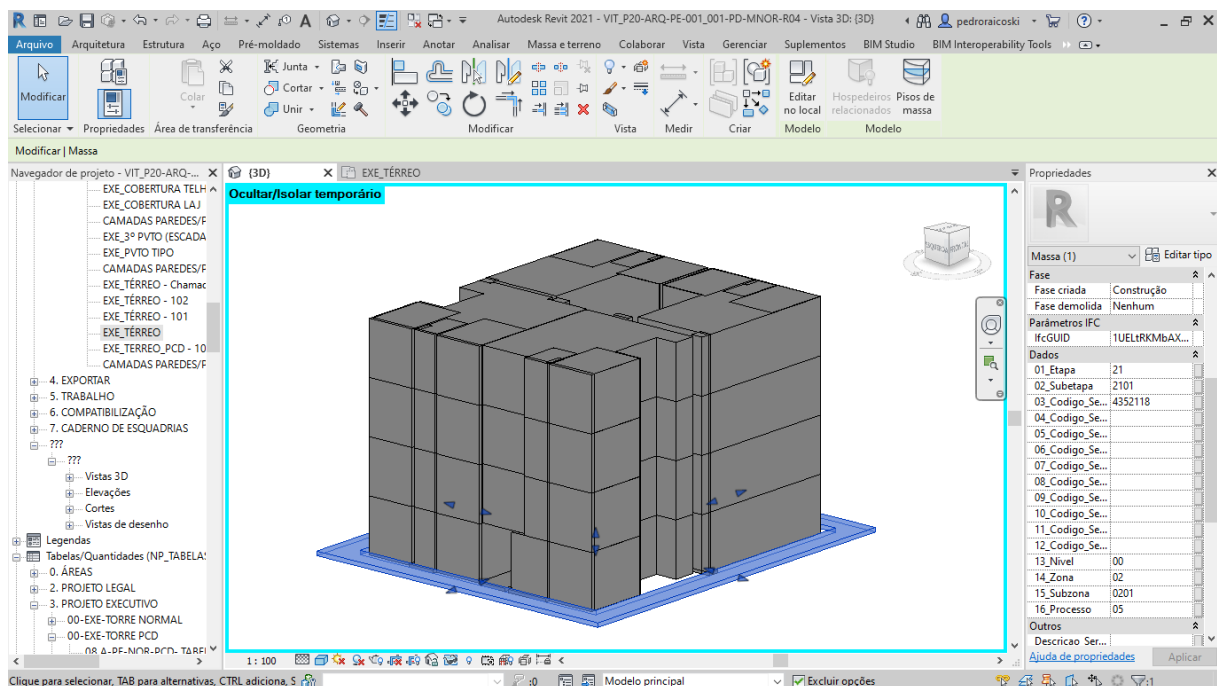 Autodesk Revit 2021 - VIT_P20-ARQ-PE-001_001-PD-MNOR-R04 - Vista 3D: {3D}
pedroraicoski
Arquivo Arquitetura Estrutura Aço Pré-moldado Sistemas Inserir Anotar Analisar Massa e terreno Colaborar Vista Gerenciar Suplementos BIM Studio BIM Interoperability Tools
Modificar
Colar
Junta
Cortar
Unir
Editar no local
Hospedeiros relacionados
Pisos de massa
Selecionar Propriedades Área de transferência Geometria Modificar Vista Medir Criar Modelo Modelo
Modificar | Massa
Navegador de projeto - VIT_P20-ARQ-...
{3D}
EXE_TÉRREO
Propriedades
EXE_COBERTURA TELH
EXE_COBERTURA LAJ
CAMADAS PAREDES/F
EXE_3º PVTO (ESCADA
EXE_PVTO TIPO
CAMADAS PAREDES/F
EXE_TÉRREO - Chamac
EXE_TÉRREO - 102
EXE_TÉRREO - 101
EXE_TÉRREO
EXE_TERREO_PCD - 10
CAMADAS PAREDES/F
4. EXPORTAR
5. TRABALHO
6. COMPATIBILIZAÇÃO
7. CADERNO DE ESQUADRIAS
???
???
Vistas 3D
Elevações
Cortes
Vistas de desenho
Legendas
Tabelas/Quantidades (NP_TABELA:
0. ÁREAS
2. PROJETO LEGAL
3. PROJETO EXECUTIVO
00-EXE-TORRE NORMAL
00-EXE-TORRE PCD
08.A-PE-NOR-PCD- TABEI
Ocultar/Isolar temporário
1 : 100
R
Massa (1) Editar tipo
Fase
Fase criada Construção
Fase demolida Nenhum
Parâmetros IFC
IfcGUID 1UELtRKMbAX...
Dados
01_Etapa 21
02_Subetapa 2101
03_Codigo_Se... 4352118
04_Codigo_Se...
05_Codigo_Se...
06_Codigo_Se...
07_Codigo_Se...
08_Codigo_Se...
09_Codigo_Se...
10_Codigo_Se...
11_Codigo_Se...
12_Codigo_Se...
13_Nivel 00
14_Zona 02
15_Subzona 0201
16_Processo 05
Outros
Descricao Ser...
Ajuda de propriedades Aplicar
Clique para selecionar, TAB para alternativas, CTRL adiciona, S
:0
Modelo principal
Excluir opções
:1